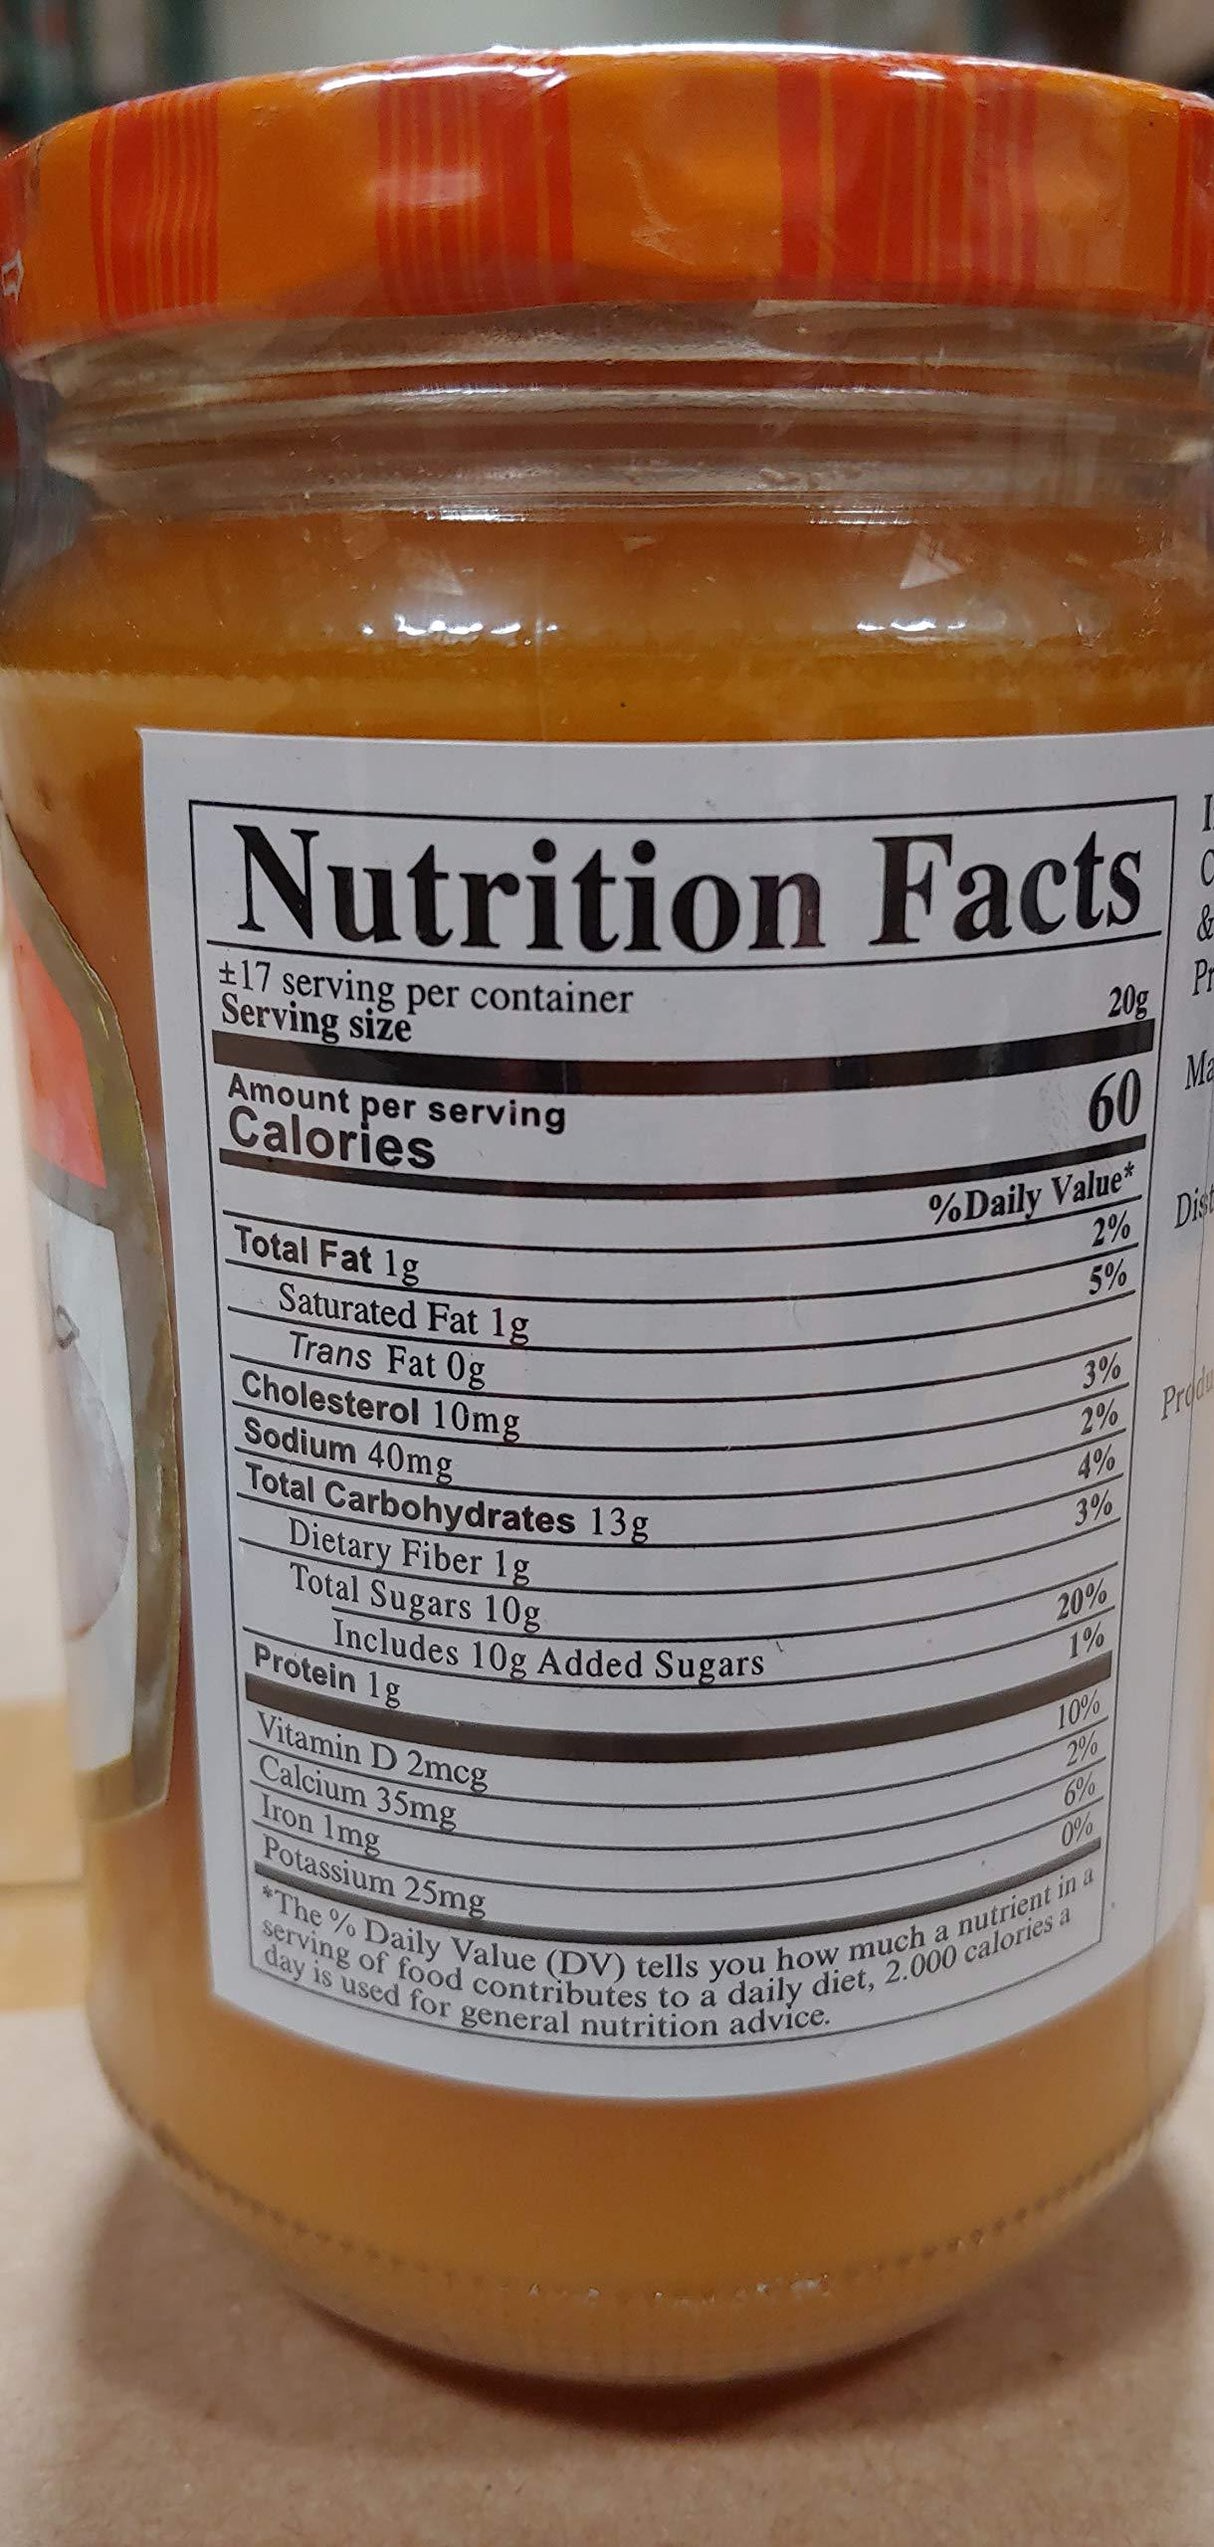 Nutrition Facts
±17 serving per container
Serving size 20g
Amount per serving
Calories 60
%Daily Value*
Total Fat 1g 2%
Saturated Fat 1g 5%
Trans Fat 0g
Cholesterol 10mg 3%
Sodium 40mg 2%
Total Carbohydrates 13g 4%
Dietary Fiber 1g 3%
Total Sugars 10g
Includes 10g Added Sugars 20%
Protein 1g 1%
Vitamin D 2mcg 10%
Calcium 35mg 2%
Iron 1mg 6%
Potassium 25mg 0%
*The % Daily Value (DV) tells you how much a nutrient in a
serving of food contributes to a daily diet, 2.000 calories a
day is used for general nutrition advice.